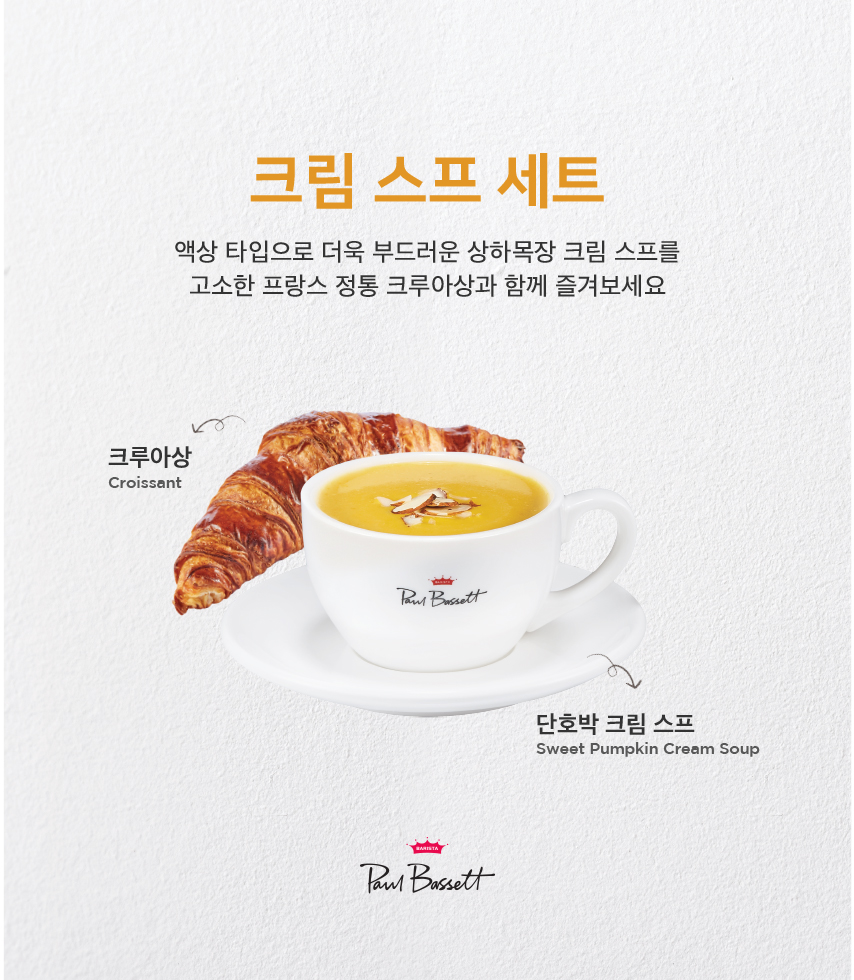 크림 스프 세트
액상 타입으로 더욱 부드러운 상하목장 크림 스프를
고소한 프랑스 정통 크루아상과 함께 즐겨보세요
크루아상
Croissant
BARISTA
Paul Bassett
단호박 크림 스프
Sweet Pumpkin Cream Soup
BARISTA
Paul Bassett